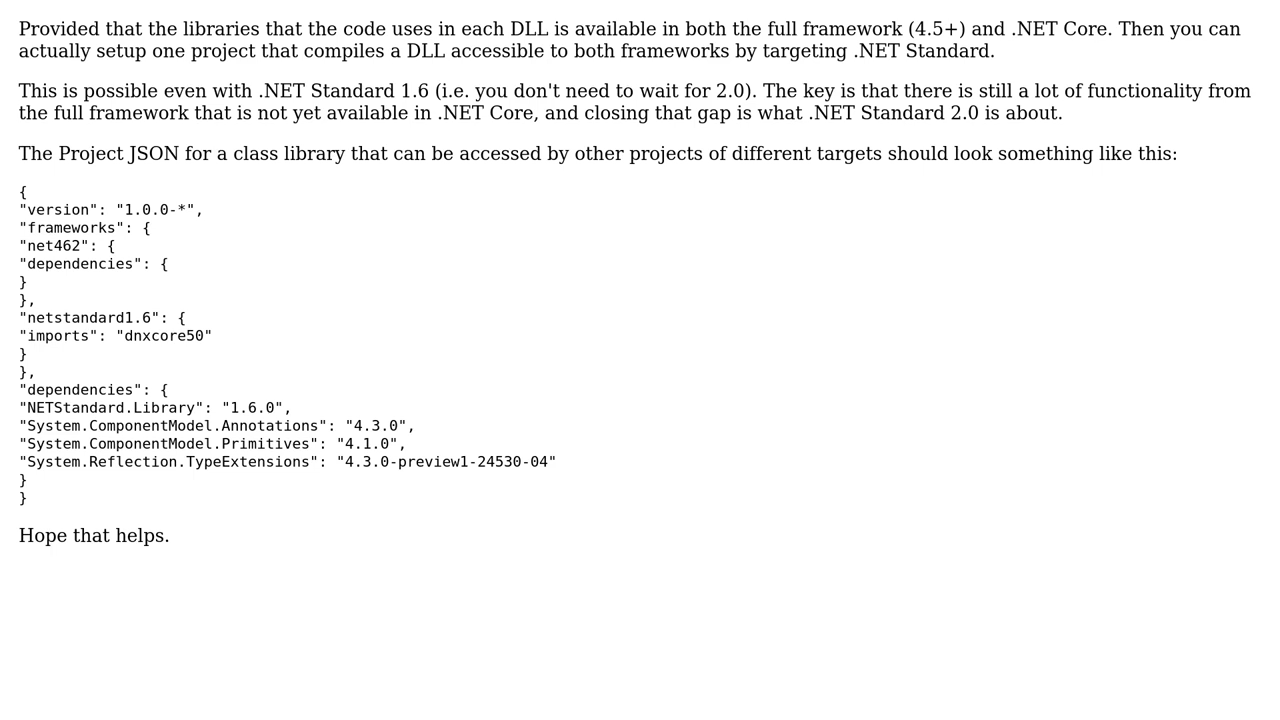 Provided that the libraries that the code uses in each DLL is available in both the full framework (4.5+) and .NET Core. Then you can
actually setup one project that compiles a DLL accessible to both frameworks by targeting .NET Standard.
This is possible even with .NET Standard 1.6 (i.e. you don't need to wait for 2.0). The key is that there is still a lot of functionality from
the full framework that is not yet available in .NET Core, and closing that gap is what .NET Standard 2.0 is about.
The Project JSON for a class library that can be accessed by other projects of different targets should look something like this:
{
"version": "1.0.0-*",
"frameworks": {
"net462": {
"dependencies": {
}
},
"netstandard1.6": {
"imports": "dnxcore50"
}
},
"dependencies": {
"NETStandard.Library": "1.6.0",
"System.ComponentModel.Annotations": "4.3.0",
"System.ComponentModel.Primitives": "4.1.0",
"System.Reflection.TypeExtensions": "4.3.0-preview1-24530-04"
}
}
Hope that helps.